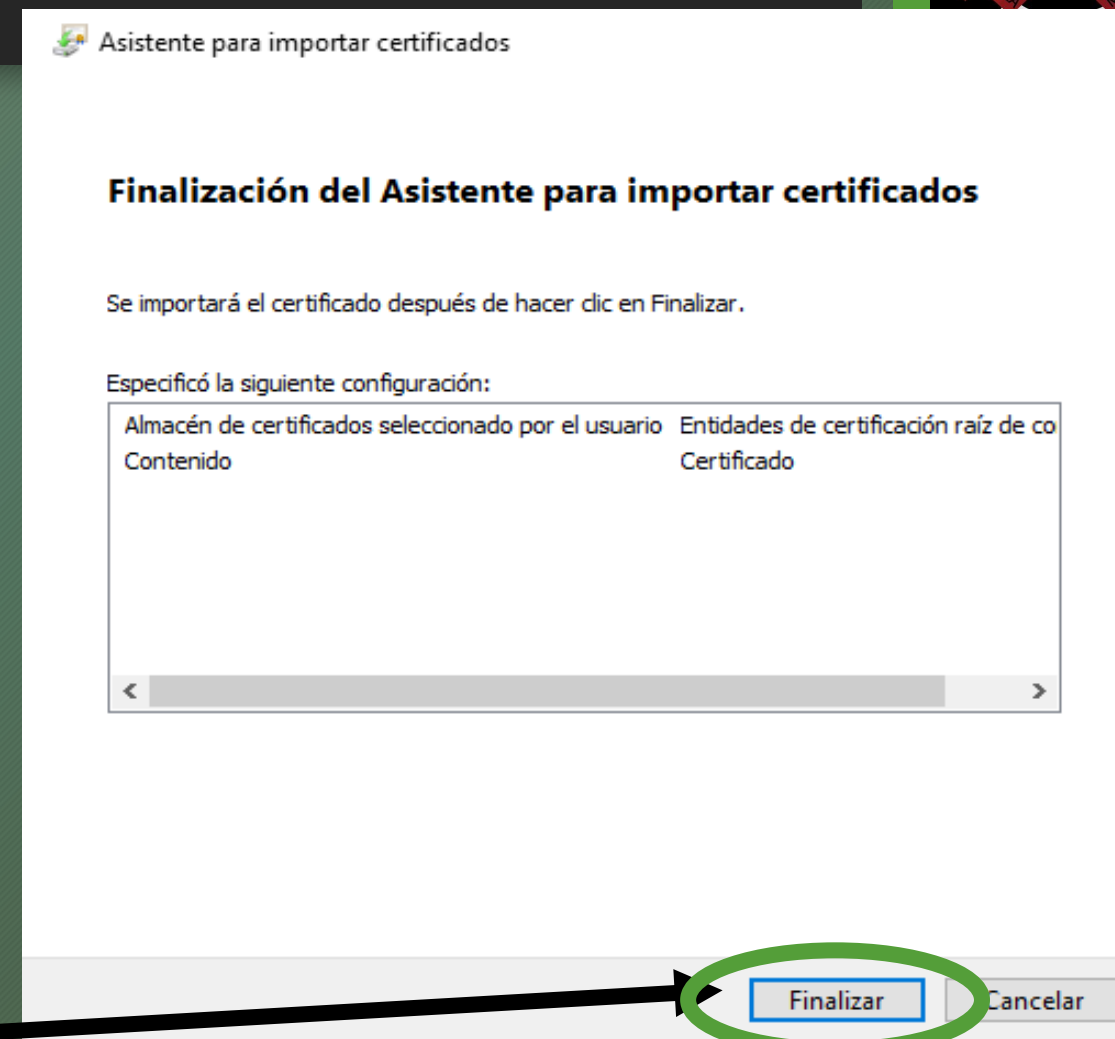 Asistente para importar certificados
Finalización del Asistente para importar certificados
Se importará el certificado después de hacer clic en Finalizar.
Especificó la siguiente configuración:
Almacén de certificados seleccionado por el usuario Entidades de certificación raíz de co
Contenido Certificado
Finalizar Cancelar